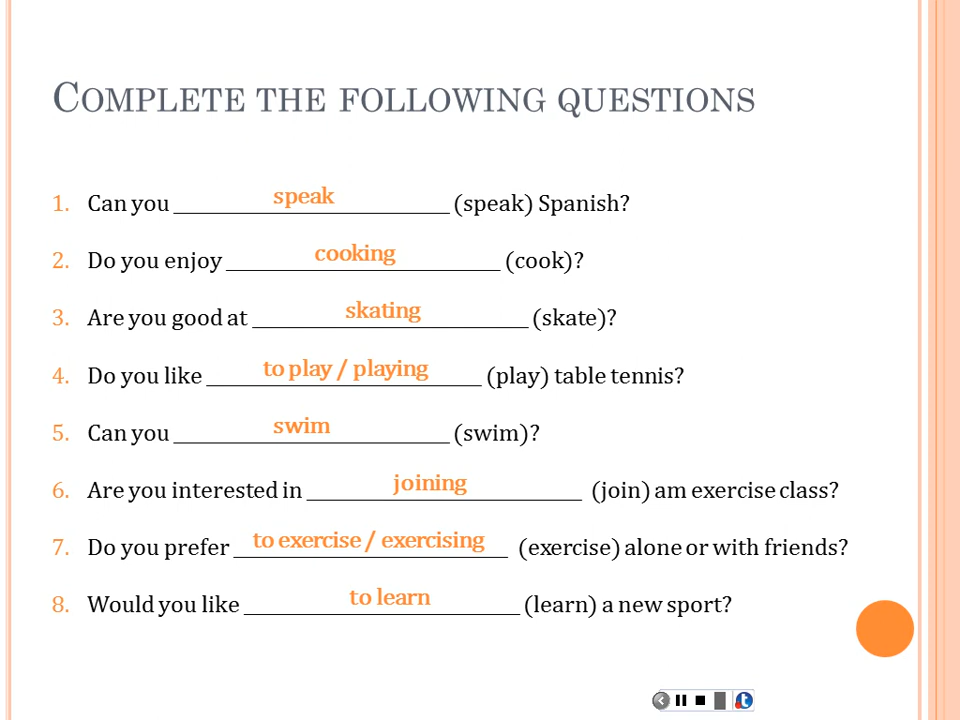 COMPLETE THE FOLLOWING QUESTIONS
1. Can you speak (speak) Spanish?
2. Do you enjoy cooking (cook)?
3. Are you good at skating (skate)?
4. Do you like to play / playing (play) table tennis?
5. Can you swim (swim)?
6. Are you interested in joining (join) am exercise class?
7. Do you prefer to exercise / exercising (exercise) alone or with friends?
8. Would you like to learn (learn) a new sport?